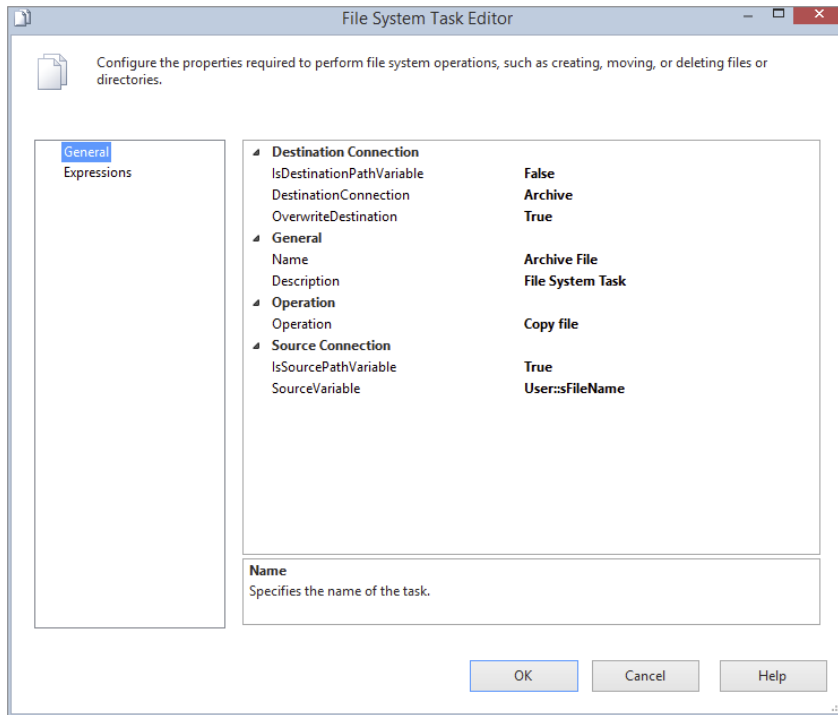 File System Task Editor
Configure the properties required to perform file system operations, such as creating, moving, or deleting files or
directories.
General
Expressions
Destination Connection
IsDestinationPathVariable False
DestinationConnection Archive
OverwriteDestination True
General
Name Archive File
Description File System Task
Operation
Operation Copy file
Source Connection
IsSourcePathVariable True
SourceVariable User::sFileName
Name
Specifies the name of the task.
OK Cancel Help